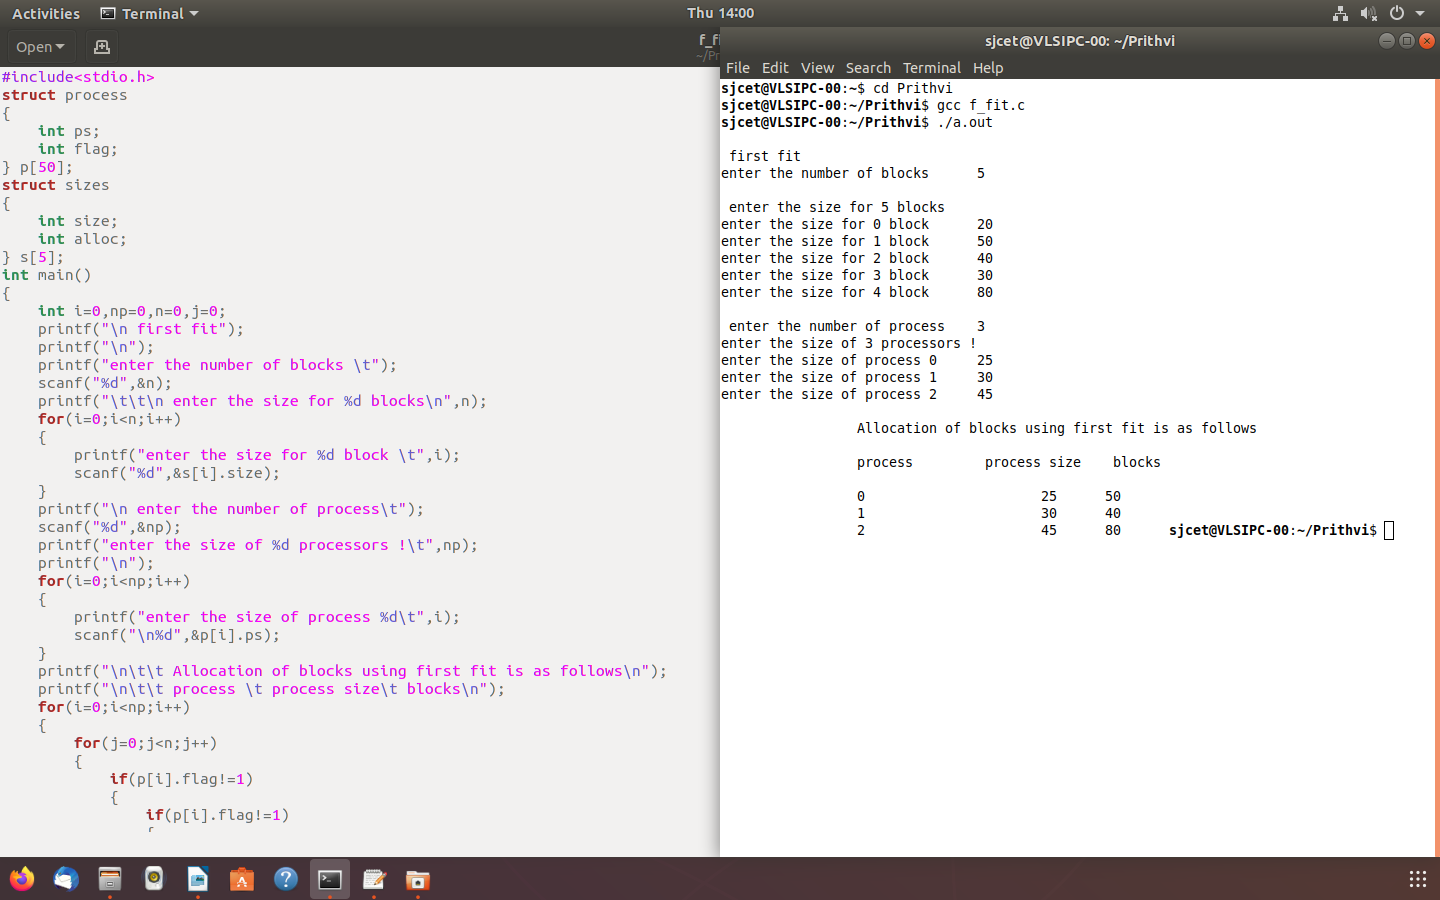 Activities Terminal Thu 14:00
Open
sjcet@VLSIPC-00: ~/Prithvi
File Edit View Search Terminal Help
#include<stdio.h>
struct process
{
    int ps;
    int flag;
} p[50];
struct sizes
{
    int size;
    int alloc;
} s[5];
int main()
{
    int i=0,np=0,n=0,j=0;
    printf("\n first fit");
    printf("\n");
    printf("enter the number of blocks \t");
    scanf("%d",&n);
    printf("\t\t\n enter the size for %d blocks\n",n);
    for(i=0;i<n;i++)
    {
        printf("enter the size for %d block \t",i);
        scanf("%d",&s[i].size);
    }
    printf("\n enter the number of process\t");
    scanf("%d",&np);
    printf("enter the size of %d processors !\t",np);
    printf("\n");
    for(i=0;i<np;i++)
    {
        printf("enter the size of process %d\t",i);
        scanf("\n%d",&p[i].ps);
    }
    printf("\n\t\t Allocation of blocks using first fit is as follows\n");
    printf("\n\t\t process \t process size\t blocks\n");
    for(i=0;i<np;i++)
    {
        for(j=0;j<n;j++)
        {
            if(p[i].flag!=1)
            {
                if(p[i].flag!=1)
sjcet@VLSIPC-00:~$ cd Prithvi
sjcet@VLSIPC-00:~/Prithvi$ gcc f_fit.c
sjcet@VLSIPC-00:~/Prithvi$ ./a.out
 first fit
enter the number of blocks 5
 enter the size for 5 blocks
enter the size for 0 block 20
enter the size for 1 block 50
enter the size for 2 block 40
enter the size for 3 block 30
enter the size for 4 block 80
 enter the number of process 3
enter the size of 3 processors !
enter the size of process 0 25
enter the size of process 1 30
enter the size of process 2 45
Allocation of blocks using first fit is as follows
process process size blocks
0 25 50
1 30 40
2 45 80 sjcet@VLSIPC-00:~/Prithvi$